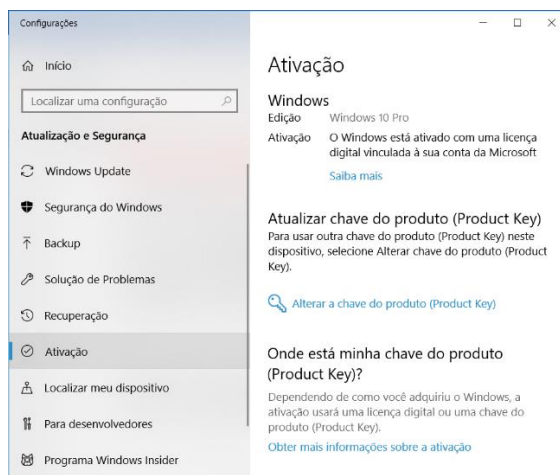 Configurações
Início
Localizar uma configuração
Atualização e Segurança
Windows Update
Segurança do Windows
Backup
Solução de Problemas
Recuperação
Ativação
Localizar meu dispositivo
Para desenvolvedores
Programa Windows Insider
Ativação
Windows
Edição Windows 10 Pro
Ativação O Windows está ativado com uma licença
digital vinculada à sua conta da Microsoft
Saiba mais
Atualizar chave do produto (Product Key)
Para usar outra chave do produto (Product Key) neste
dispositivo, selecione Alterar chave do produto (Product
Key).
Alterar a chave do produto (Product Key)
Onde está minha chave do produto
(Product Key)?
Dependendo de como você adquiriu o Windows, a
ativação usará uma licença digital ou uma chave do
produto (Product Key).
Obter mais informações sobre a ativação